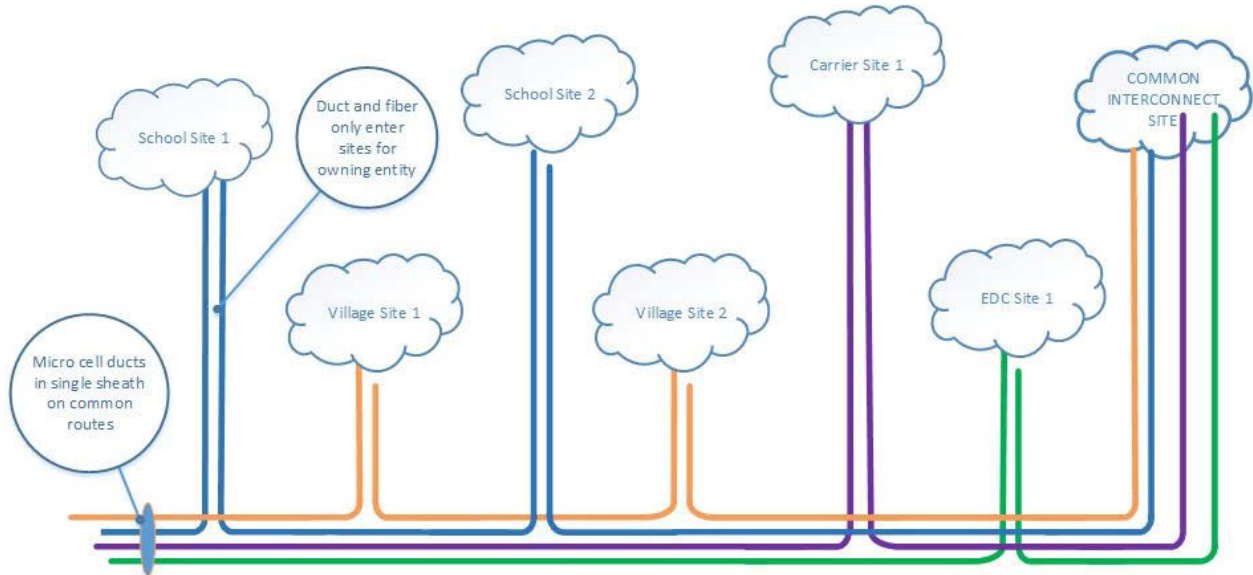 School Site 1
Duct and fiber
only enter
sites for
owning entity
School Site 2
Carrier Site 1
COMMON
INTERCONNECT
SITE
Village Site 1
Village Site 2
EDC Site 1
Micro cell ducts
in single sheath
on common
routes